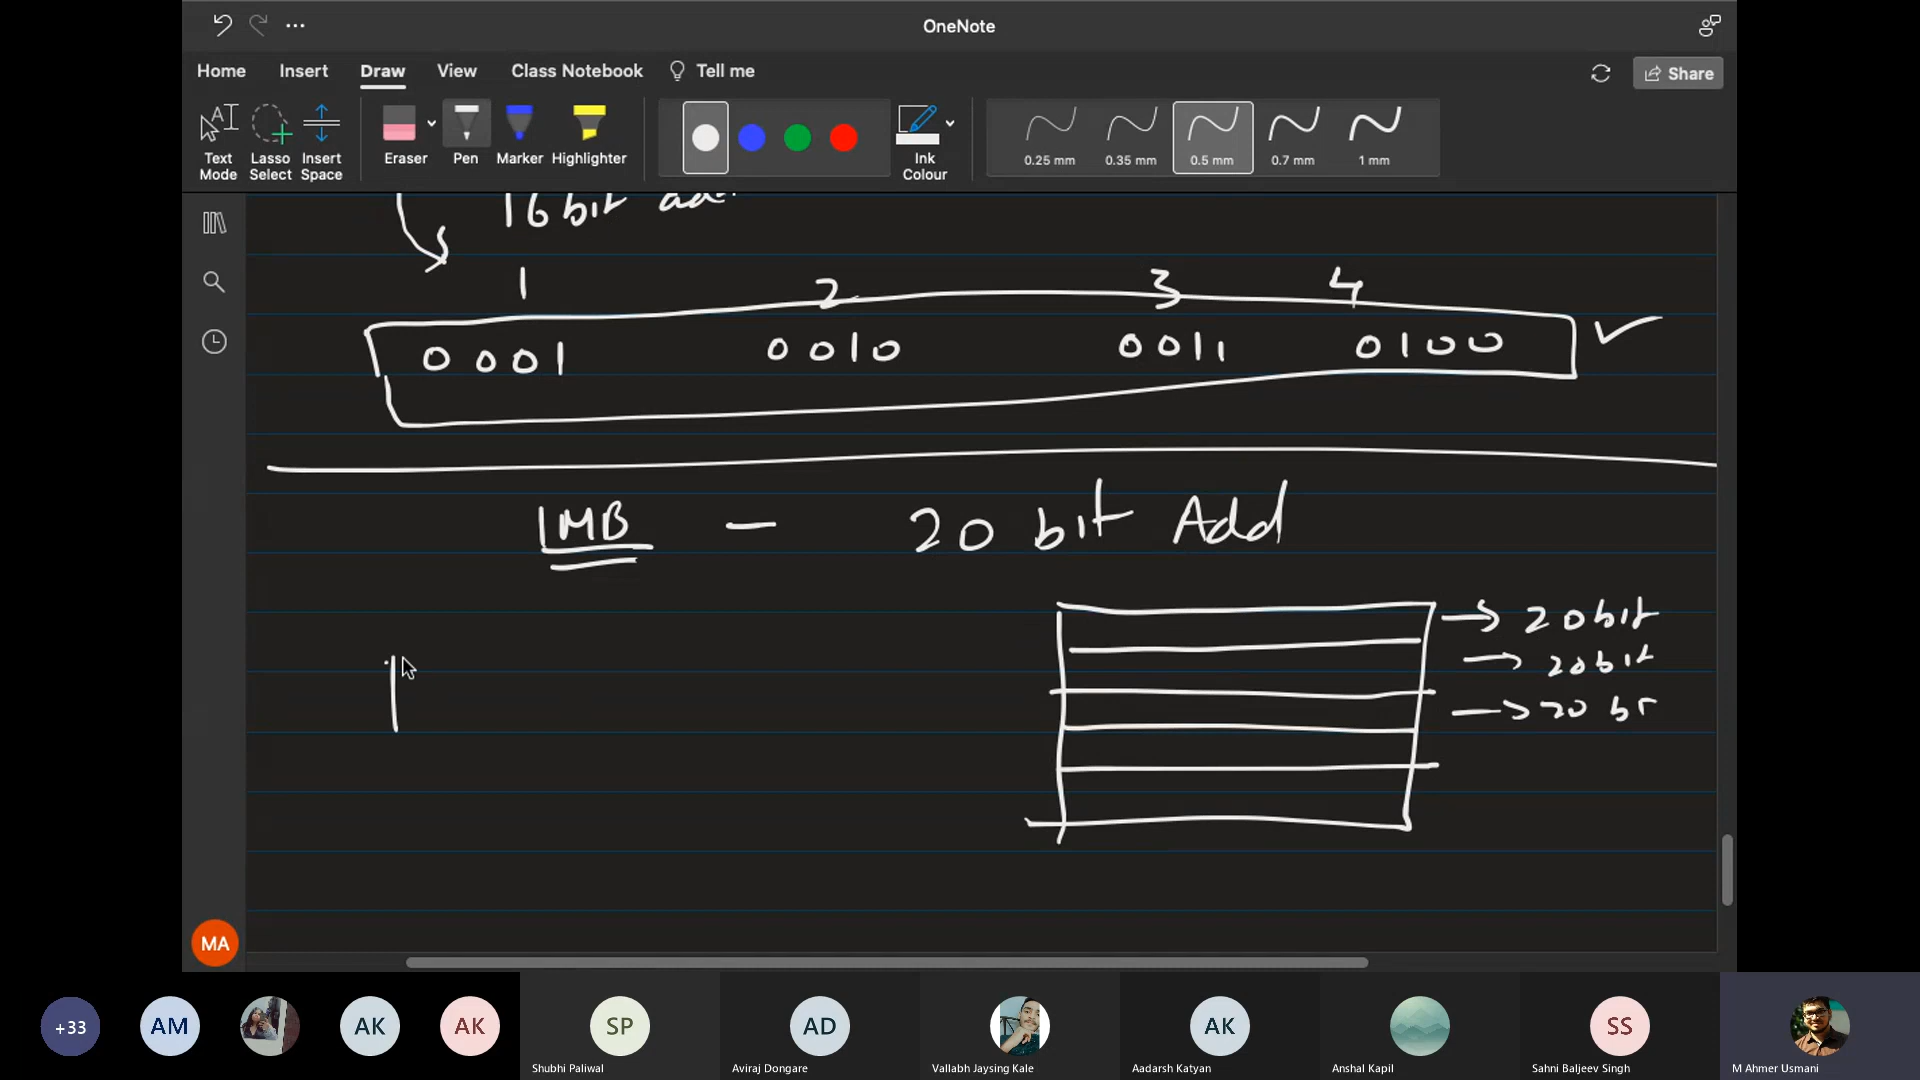 OneNote
Home Insert Draw View Class Notebook Tell me Share
Text Mode Lasso Select Insert Space Eraser Pen Marker Highlighter Ink Colour 0.25 mm 0.35 mm 0.5 mm 0.7 mm 1 mm
16 bit add
1 2 3 4
0001 0010 0011 0100
1MB - 20 bit Add
→ 20bit
→ 20bit
→ 20 bi
MA
+33 AM AK AK SP AD AK SS
Shubhi Paliwal Aviraj Dongare Vallabh Jaysing Kale Aadarsh Katyan Anshal Kapil Sahni Baljeev Singh M Ahmer Usmani